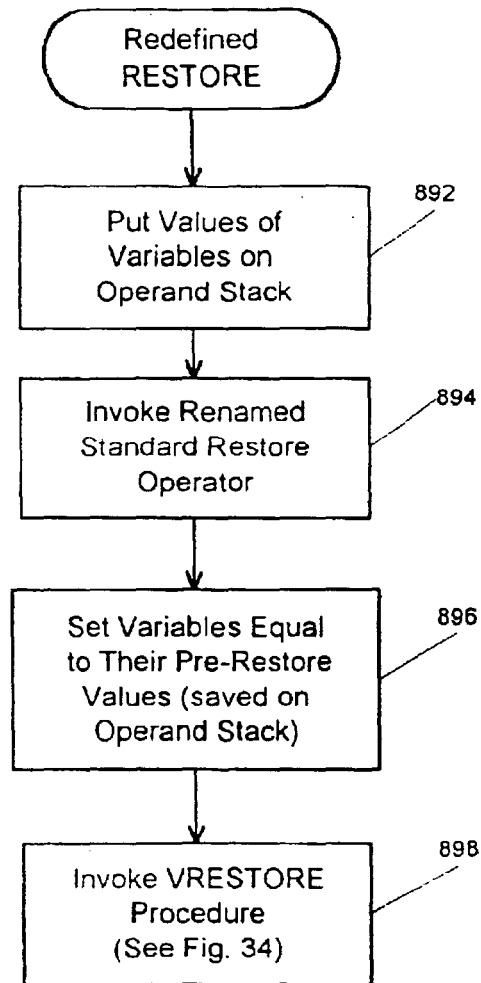 Redefined
RESTORE
892
Put Values of
Variables on
Operand Stack
894
Invoke Renamed
Standard Restore
Operator
896
Set Variables Equal
to Their Pre-Restore
Values (saved on
Operand Stack)
898
Invoke VRESTORE
Procedure
(See Fig. 34)